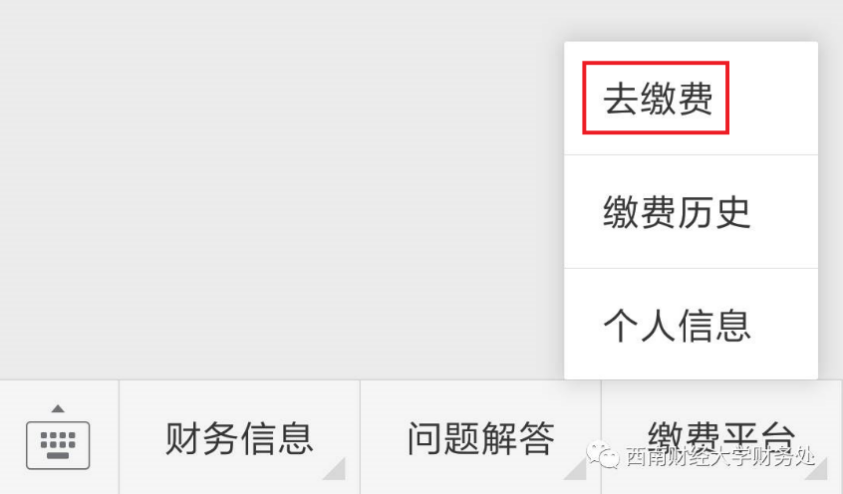 去缴费
缴费历史
个人信息
财务信息
问题解答
缴费平台
西南财经大学财务处